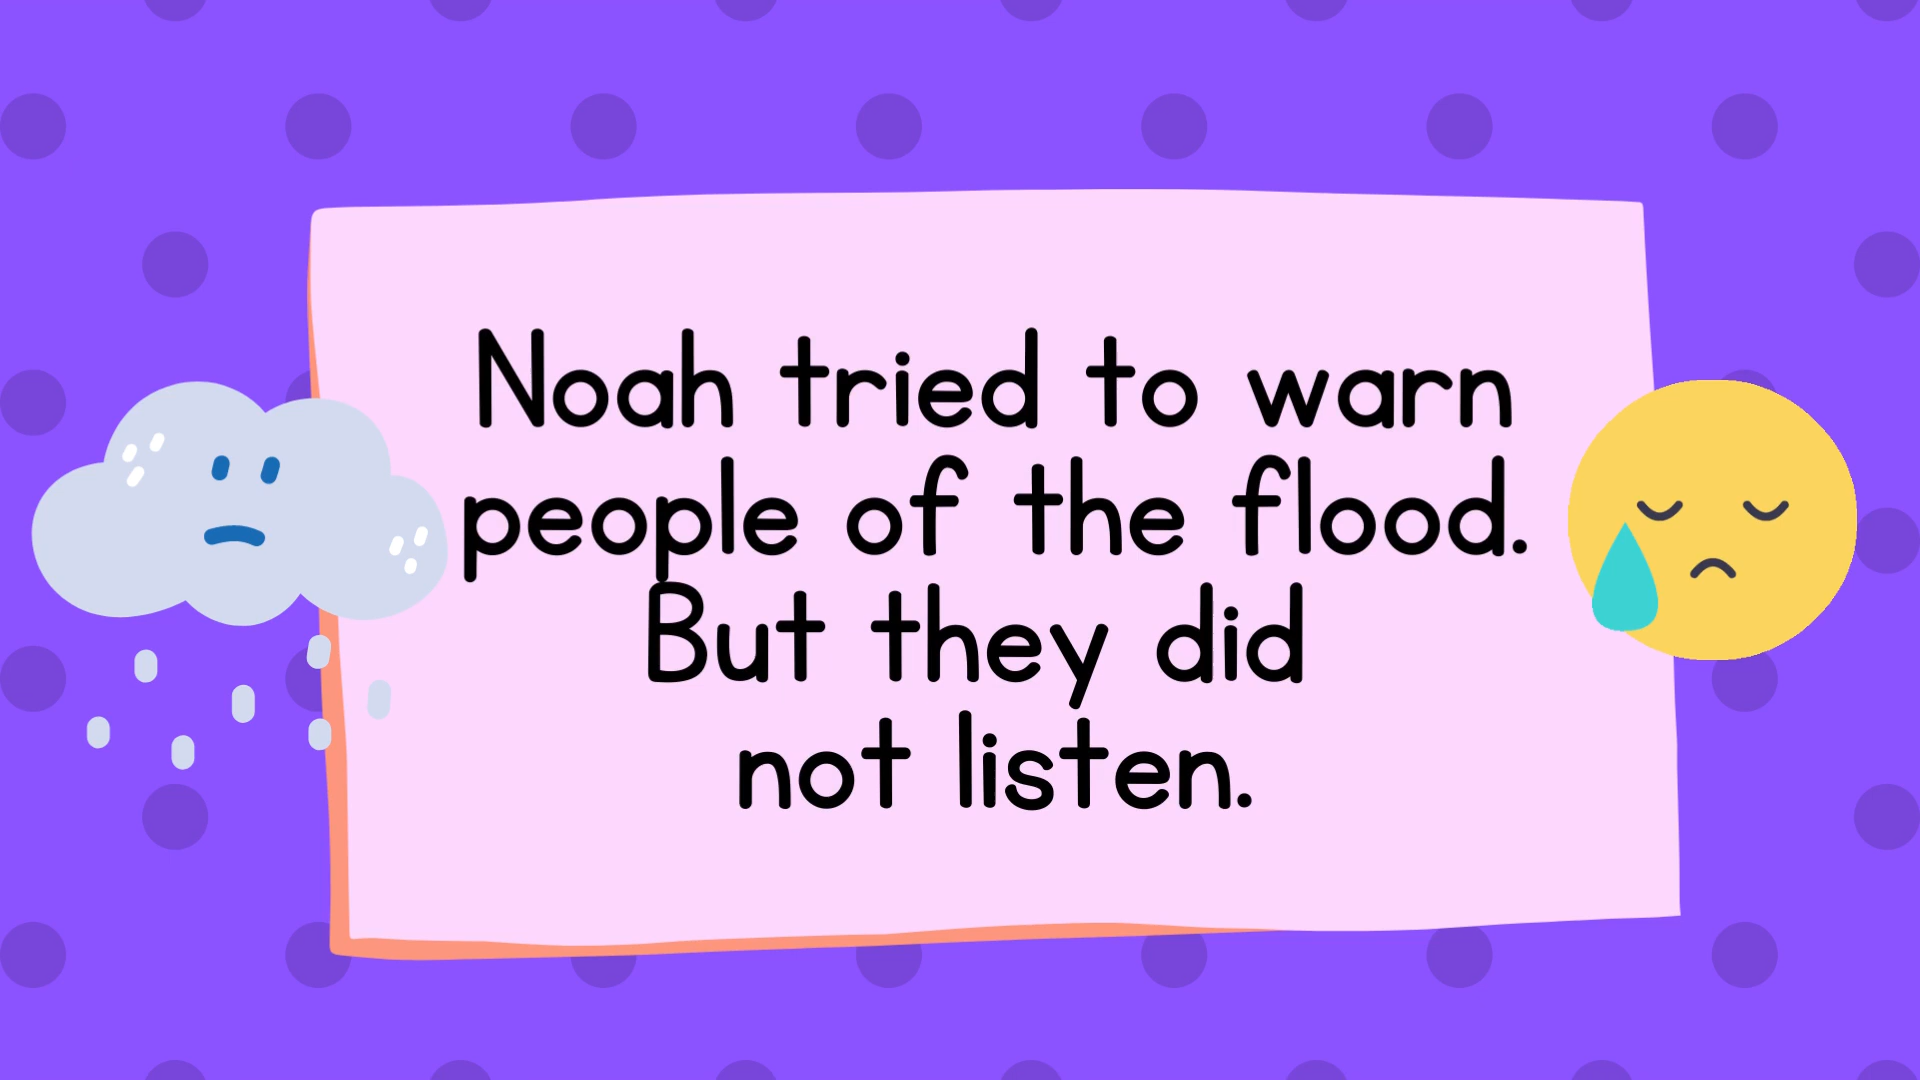 Noah tried to warn
people of the flood.
But they did
not listen.